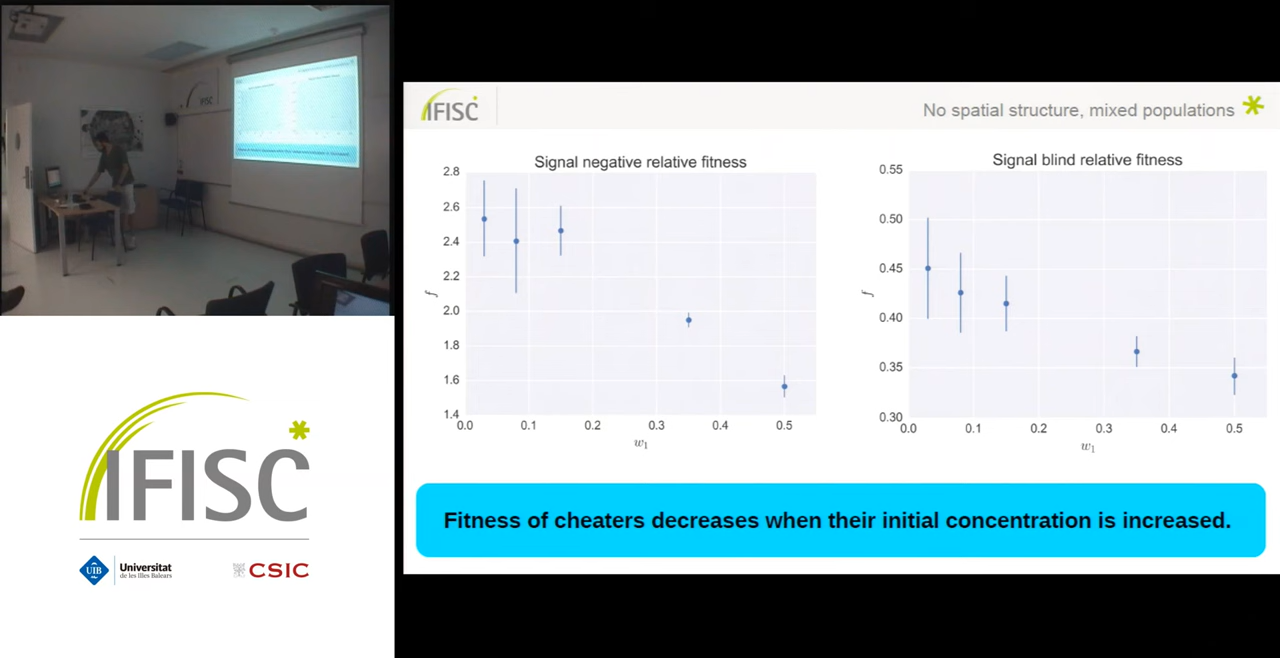 IFISC
No spatial structure, mixed populations
Signal negative relative fitness
2.8
2.6
2.4
2.2
2.0
1.8
1.6
1.4
f
0.0 0.1 0.2 0.3 0.4 0.5
w₁
Signal blind relative fitness
0.55
0.50
0.45
0.40
0.35
0.30
f
0.0 0.1 0.2 0.3 0.4 0.5
w₁
Fitness of cheaters decreases when their initial concentration is increased.
IFISC
IFISC
UIB
Universitat
de les Illes Balears
CSIC